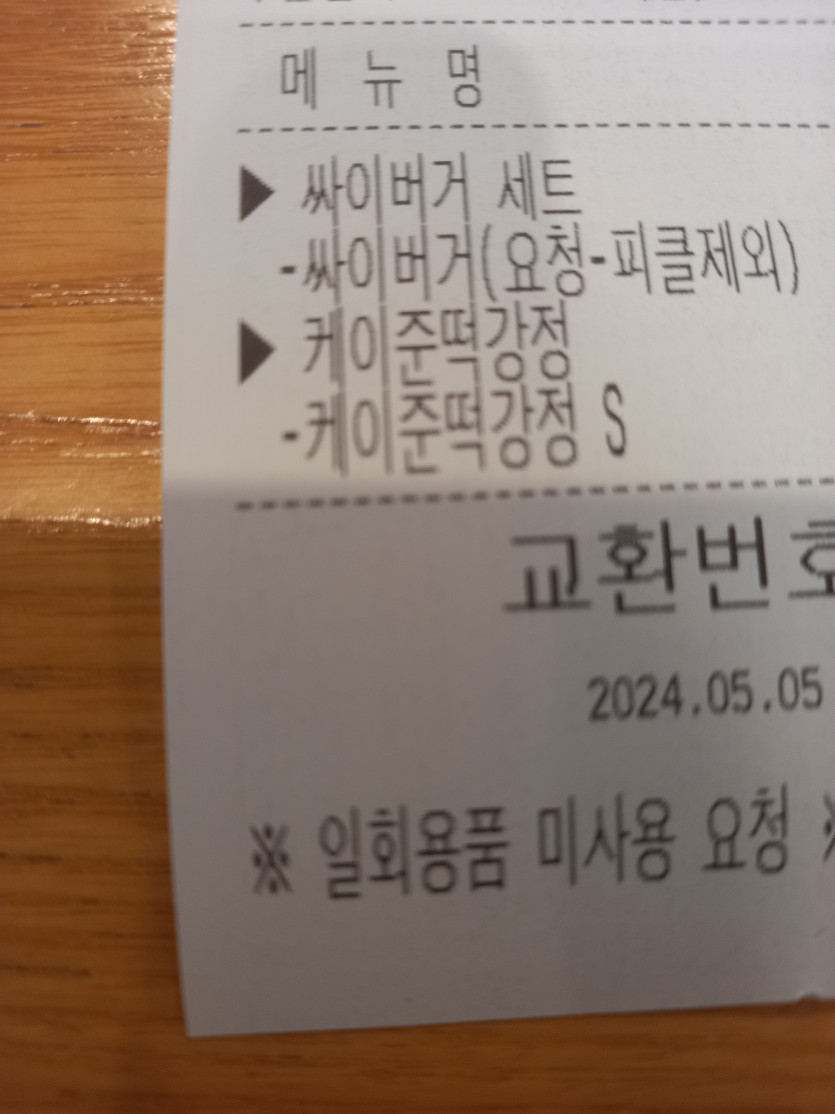 메 뉴 명
▶ 싸이버거 세트
-싸이버거(요청-피클제외)
▶ 케이준떡강정
-케이준떡강정 S
교환번호
2024.05.05
※ 일회용품 미사용 요청 ※